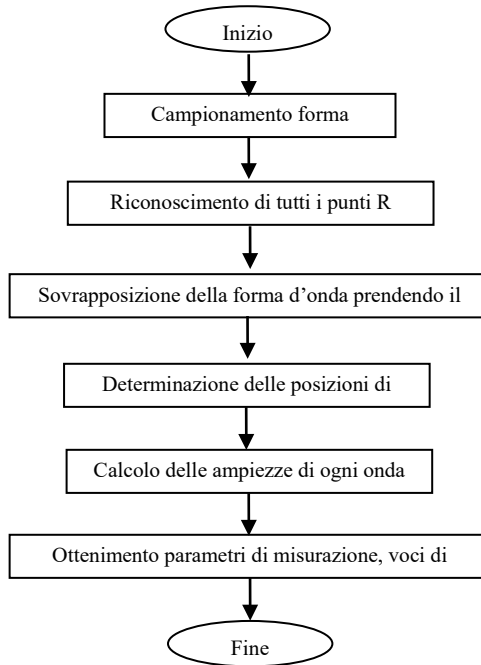 Inizio
Campionamento forma
Riconoscimento di tutti i punti R
Sovrapposizione della forma d’onda prendendo il
Determinazione delle posizioni di
Calcolo delle ampiezze di ogni onda
Ottenimento parametri di misurazione, voci di
Fine